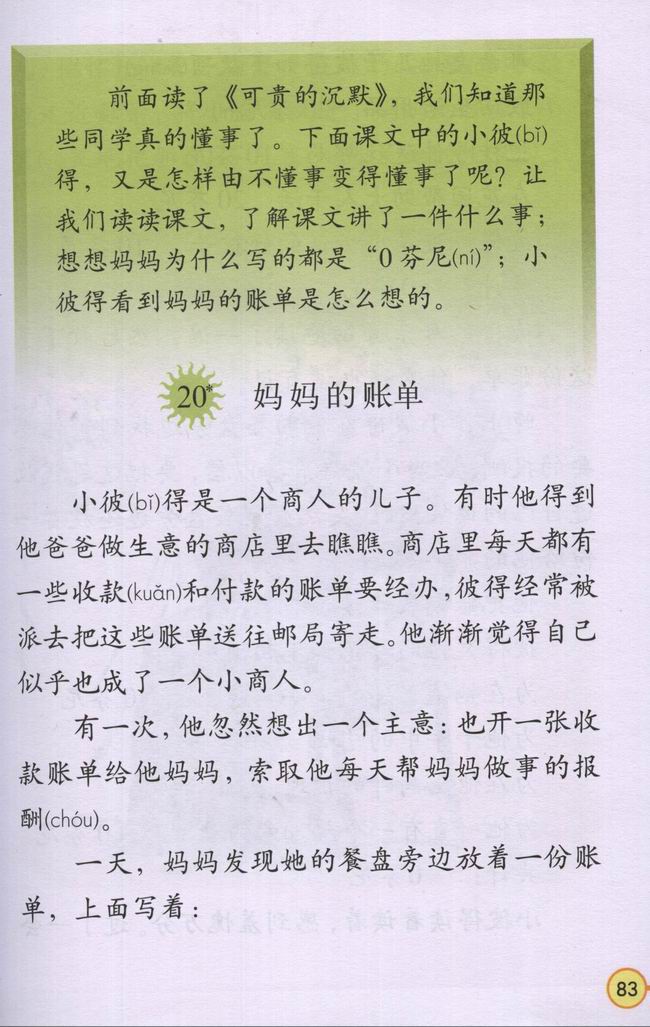 前面读了《可贵的沉默》，我们知道那
些同学真的懂事了。下面课文中的小彼(bǐ)
得，又是怎样由不懂事变得懂事了呢？让
我们读读课文，了解课文讲了一件什么事；
想想妈妈为什么写的都是“0芬尼(ní)”；小
彼得看到妈妈的账单是怎么想的。
20* 妈妈的账单
小彼(bǐ)得是一个商人的儿子。有时他得到
他爸爸做生意的商店里去瞧瞧。商店里每天都有
一些收款(kuǎn)和付款的账单要经办，彼得经常被
派去把这些账单送往邮局寄走。他渐渐觉得自己
似乎也成了一个小商人。
有一次，他忽然想出一个主意：也开一张收
款账单给他妈妈，索取他每天帮妈妈做事的报
酬(chóu)。
一天，妈妈发现她的餐盘旁边放着一份账
单，上面写着：
83